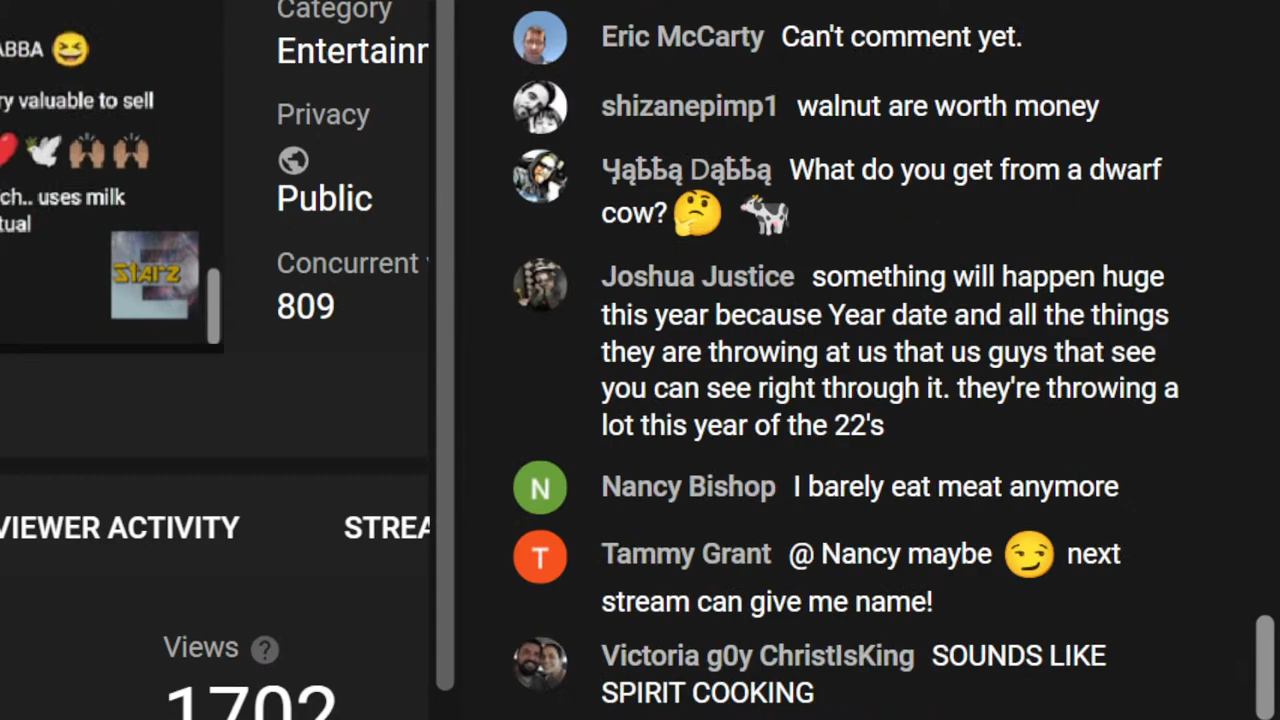 ABBA 😆
ry valuable to sell
❤️ 🕊️ 🙌🏽 🙌🏽
ch.. uses milk
tual
starz
Category
Entertainr
Privacy
Public
Concurrent
809
VIEWER ACTIVITY
STREA
Views ?
1702
Eric McCarty Can't comment yet.
shizanepimp1 walnut are worth money
Ҹąҍҍą Dąҍҍą What do you get from a dwarf
cow?🤔 🐄
Joshua Justice something will happen huge
this year because Year date and all the things
they are throwing at us that us guys that see
you can see right through it. they're throwing a
lot this year of the 22's
N
Nancy Bishop I barely eat meat anymore
T
Tammy Grant @ Nancy maybe 😏 next
stream can give me name!
Victoria g0y ChristIsKing SOUNDS LIKE
SPIRIT COOKING